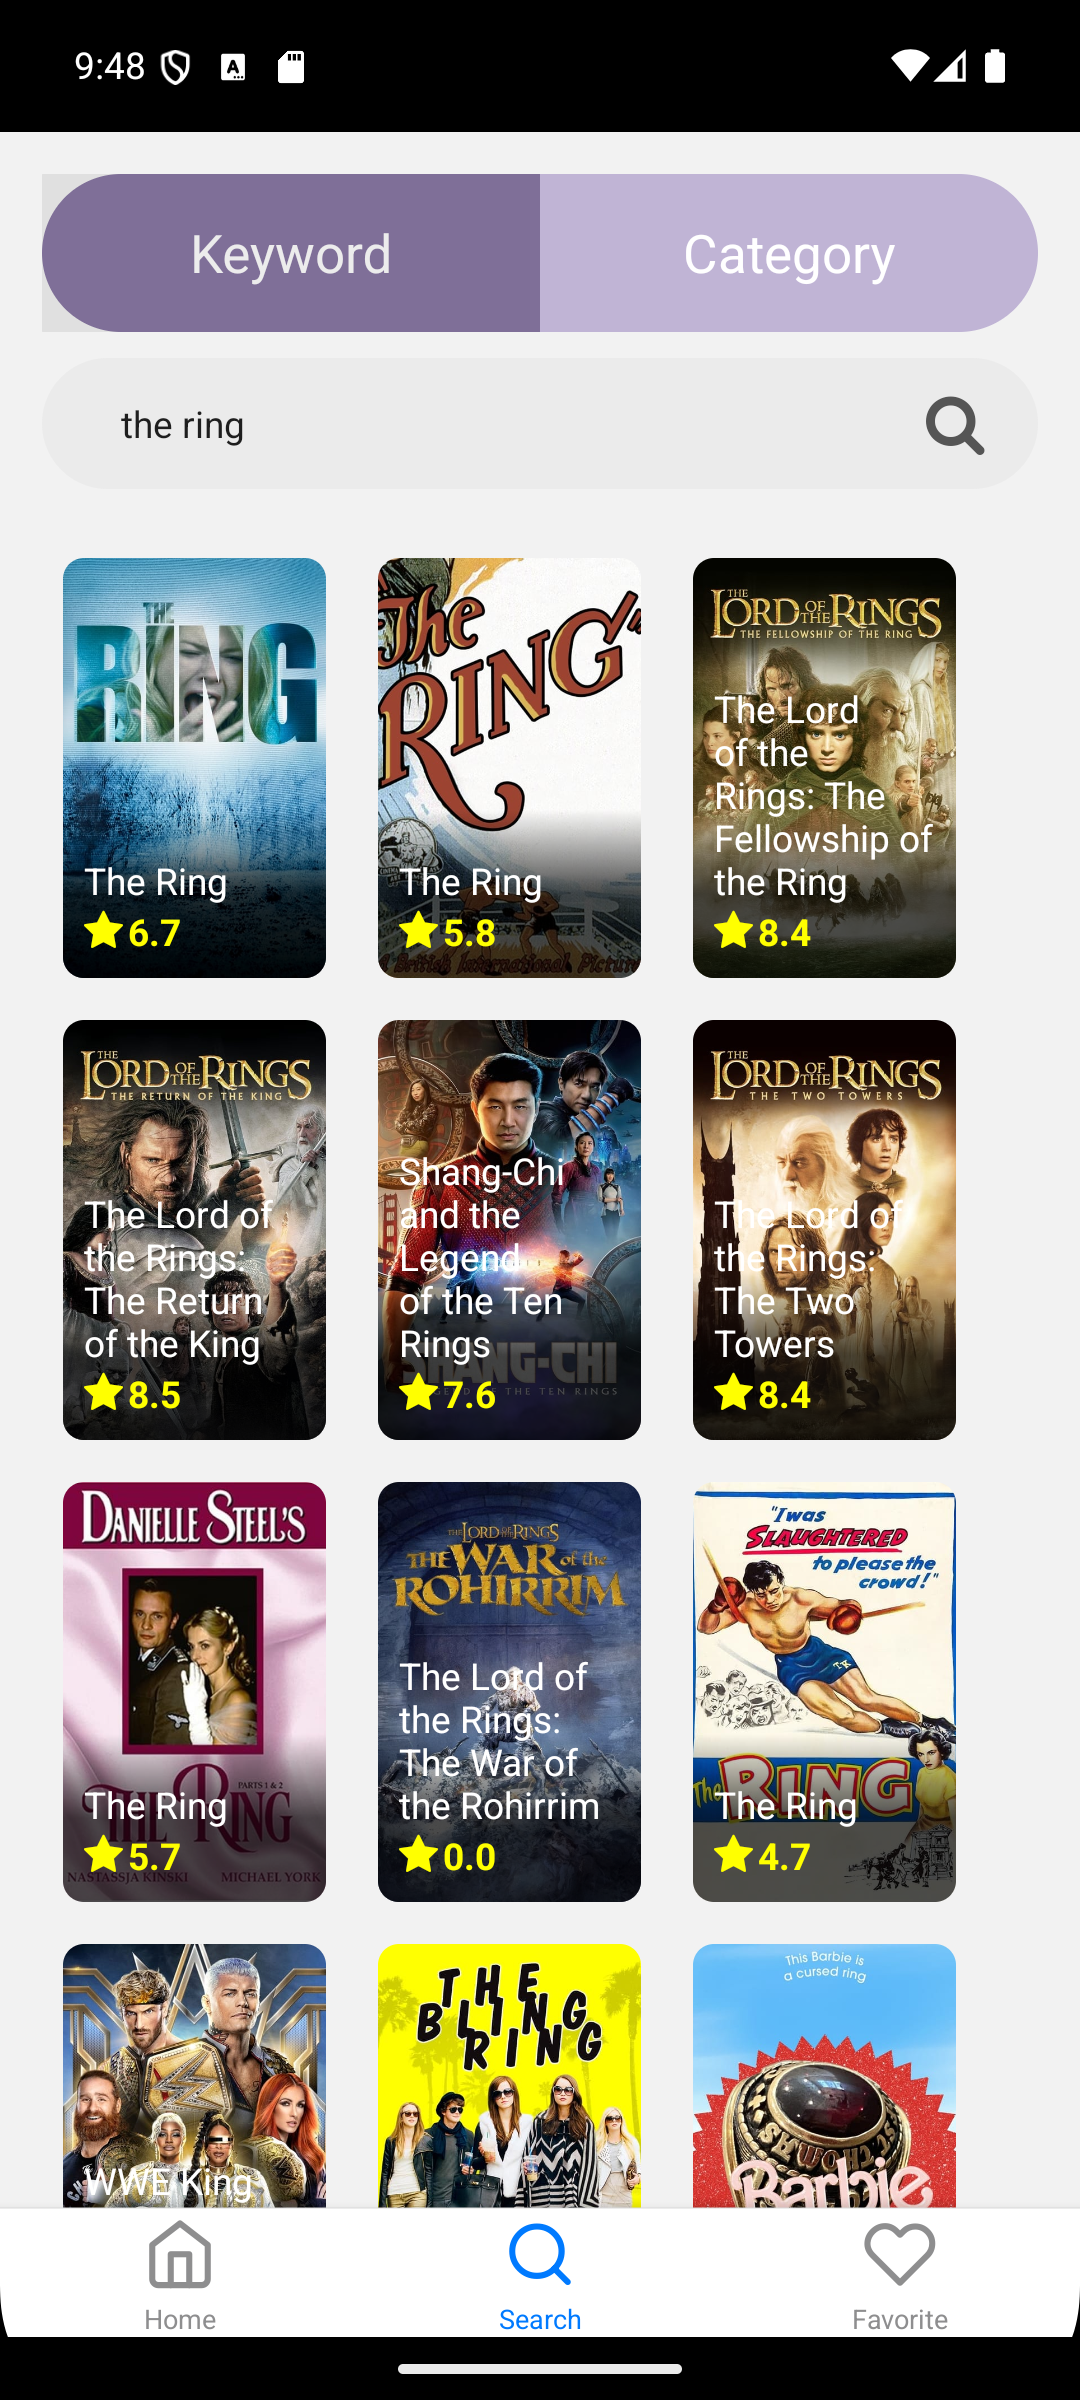 9:48
Keyword
Category
the ring
THE
RING
The Ring
6.7
The
RING
The Ring
5.8
A British International Picture
THE
LORD OF THE RINGS
THE FELLOWSHIP OF THE RING
The Lord
of the
Rings: The
Fellowship of
the Ring
8.4
THE
LORD OF THE RINGS
THE RETURN OF THE KING
The Lord of
the Rings:
The Return
of the King
8.5
Shang-Chi
and the
Legend
of the Ten
Rings
SHANG-CHI
OF THE TEN RINGS
7.6
THE
LORD OF THE RINGS
THE TWO TOWERS
The Lord of
the Rings:
The Two
Towers
8.4
DANIELLE STEEL'S
PARTS 1 & 2
THE RING
The Ring
5.7
NASTASSJA KINSKI
MICHAEL YORK
THE LORD OF THE RINGS
THE WAR of the
ROHIRRIM
The Lord of
the Rings:
The War of
the Rohirrim
0.0
"I was
SLAUGHTERED
to please the
crowd!"
TK
The RING
The Ring
4.7
WWE King
THE
BLING
RING
This Barbie is
a cursed ring
Barbie
Home
Search
Favorite